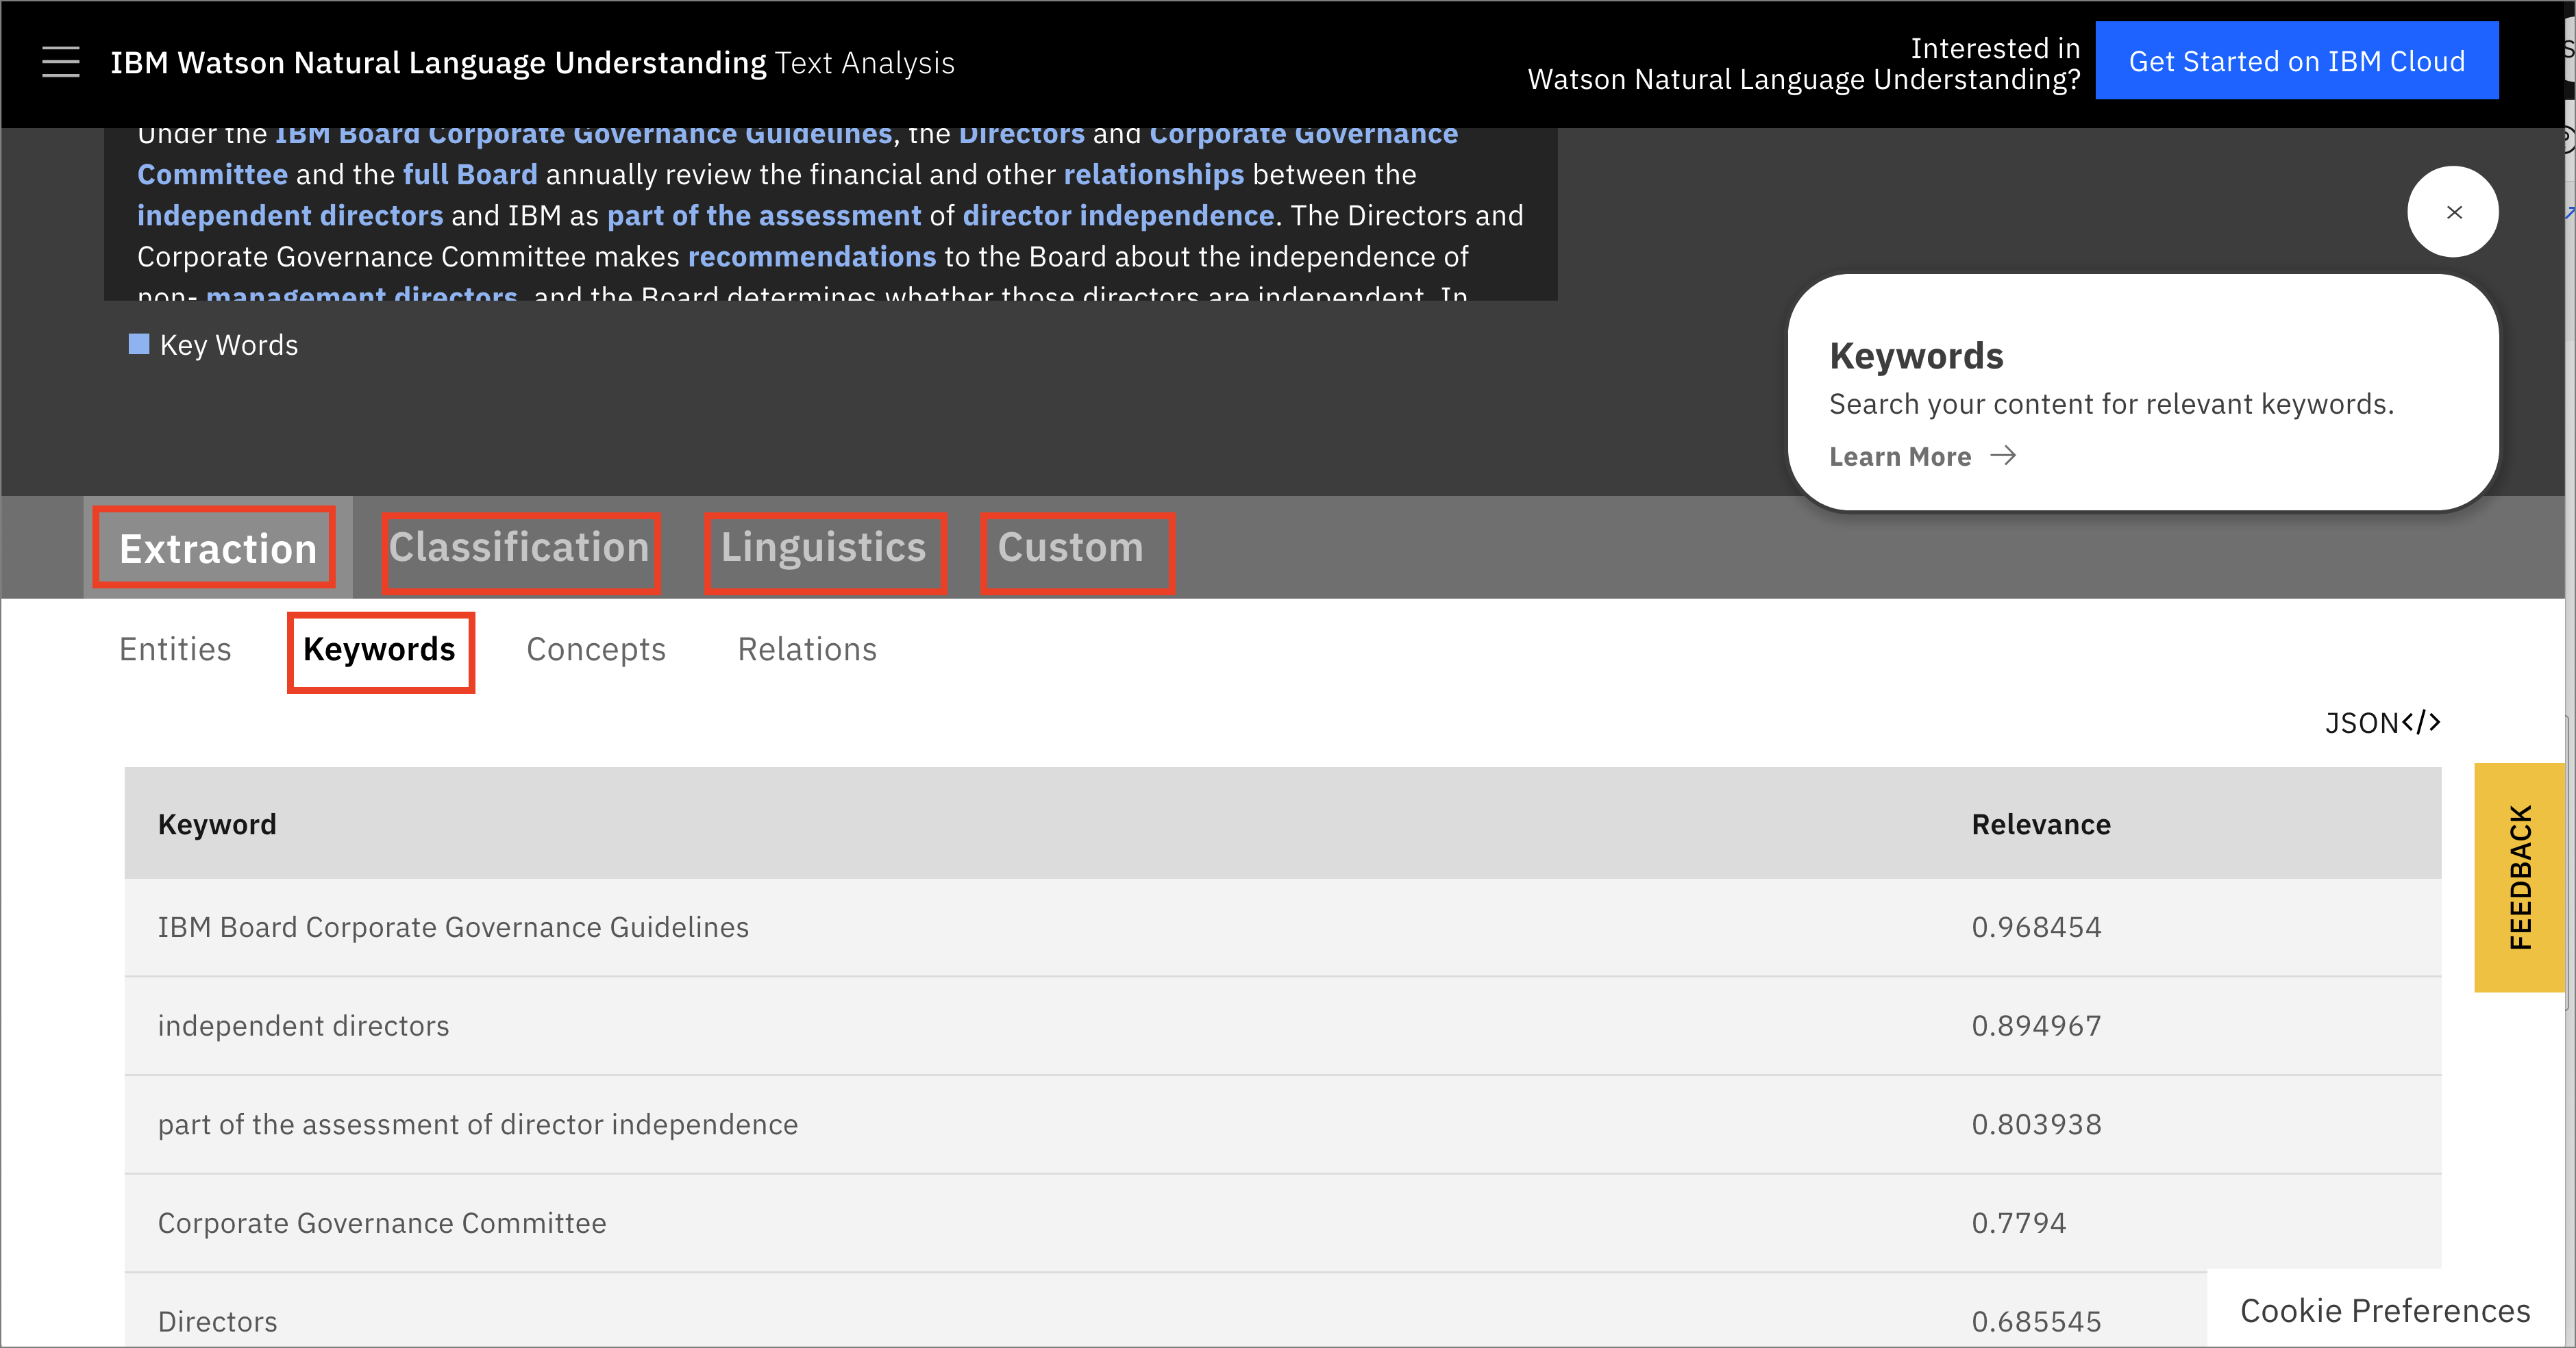 IBM Watson Natural Language Understanding Text Analysis
Interested in
Watson Natural Language Understanding?
Get Started on IBM Cloud
Under the IBM Board Corporate Governance Guidelines, the Directors and Corporate Governance
Committee and the full Board annually review the financial and other relationships between the
independent directors and IBM as part of the assessment of director independence. The Directors and
Corporate Governance Committee makes recommendations to the Board about the independence of
non- management directors, and the Board determines whether those directors are independent. In
Key Words
Keywords
Search your content for relevant keywords.
Learn More →
Extraction Classification Linguistics Custom
Entities Keywords Concepts Relations
JSON</>
Keyword Relevance
IBM Board Corporate Governance Guidelines 0.968454
independent directors 0.894967
part of the assessment of director independence 0.803938
Corporate Governance Committee 0.7794
Directors 0.685545
FEEDBACK
Cookie Preferences